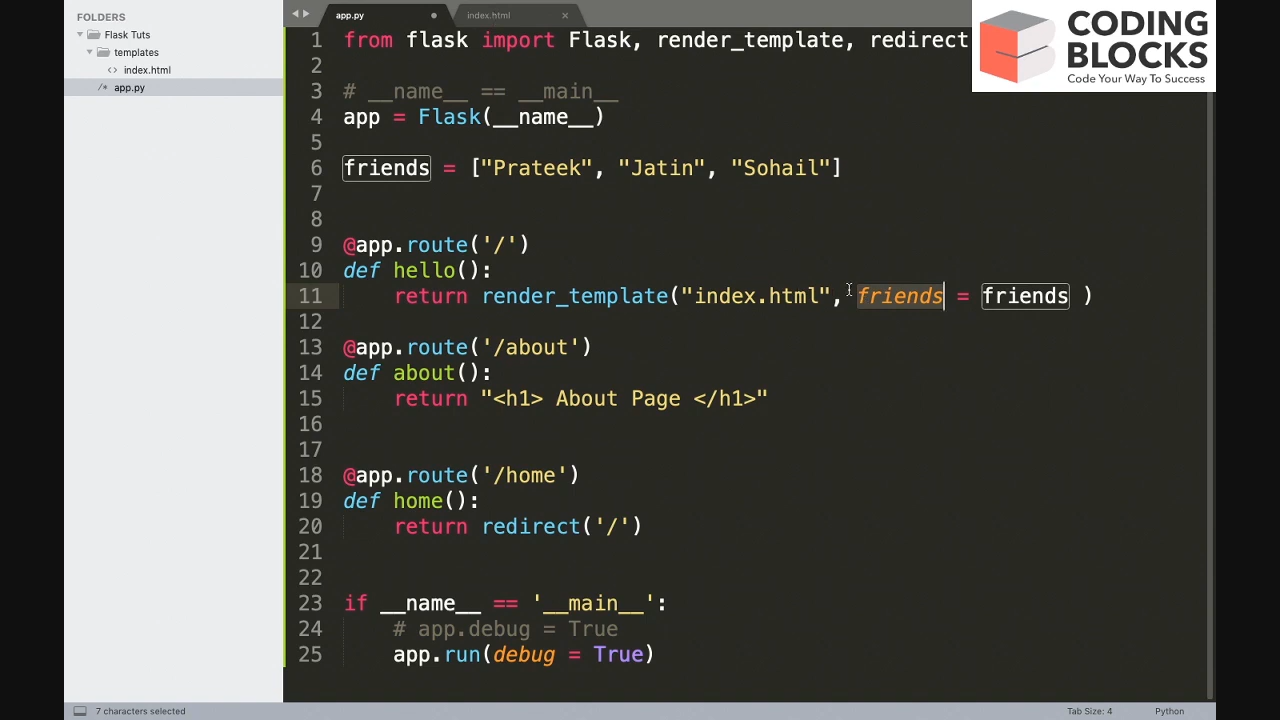 FOLDERS
Flask Tuts
templates
<> index.html
/* app.py
app.py
index.html
CODING
BLOCKS
Code Your Way To Success
1 from flask import Flask, render_template, redirect
2
3 # __name__ == __main__
4 app = Flask(__name__)
5
6 friends = ["Prateek", "Jatin", "Sohail"]
7
8
9 @app.route('/')
10 def hello():
11 return render_template("index.html", friends = friends )
12
13 @app.route('/about')
14 def about():
15 return "<h1> About Page </h1>"
16
17
18 @app.route('/home')
19 def home():
20 return redirect('/')
21
22
23 if __name__ == '__main__':
24 # app.debug = True
25 app.run(debug = True)
7 characters selected
Tab Size: 4
Python